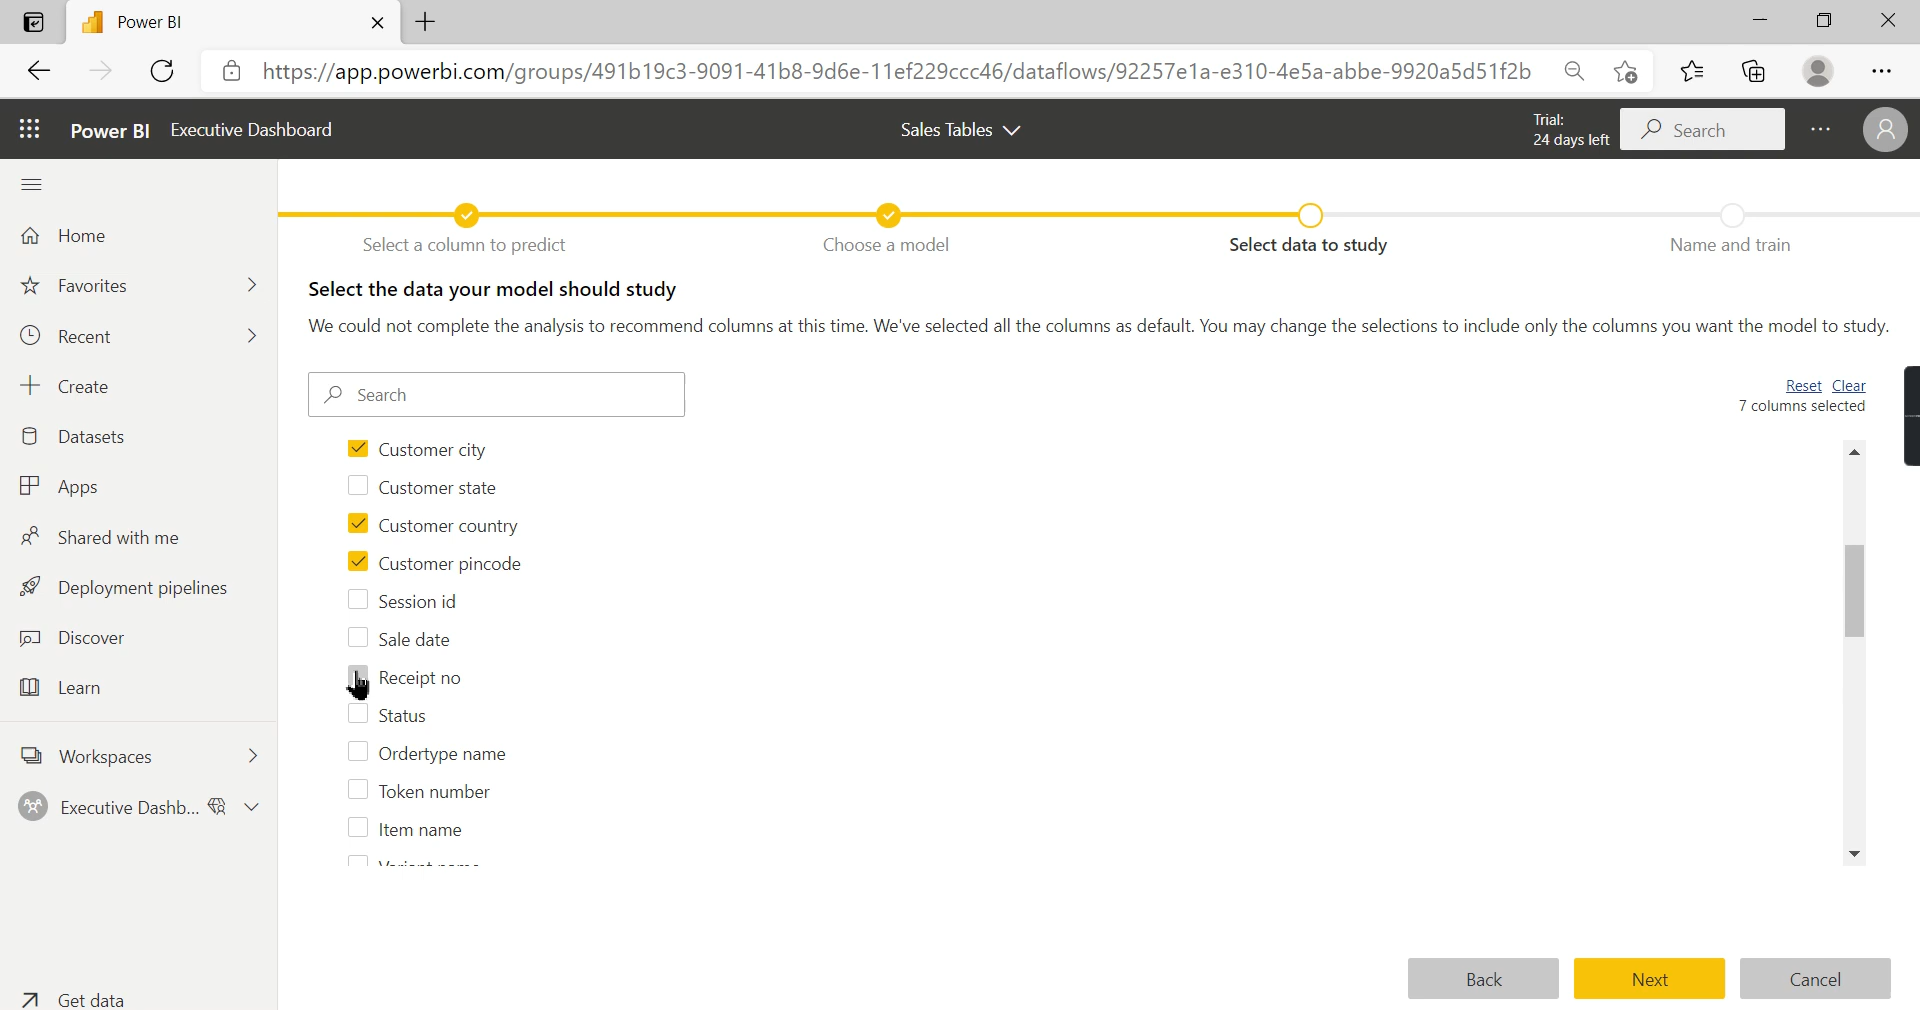 Power BI
https://app.powerbi.com/groups/491b19c3-9091-41b8-9d6e-11ef229ccc46/dataflows/92257e1a-e310-4e5a-abbe-9920a5d51f2b
Power BI Executive Dashboard
Sales Tables
Trial:
24 days left
Search
Home
Favorites
Recent
Create
Datasets
Apps
Shared with me
Deployment pipelines
Discover
Learn
Workspaces
Executive Dashb...
Get data
Select a column to predict
Choose a model
Select data to study
Name and train
Select the data your model should study
We could not complete the analysis to recommend columns at this time. We've selected all the columns as default. You may change the selections to include only the columns you want the model to study.
Search
Reset Clear
7 columns selected
Customer city
Customer state
Customer country
Customer pincode
Session id
Sale date
Receipt no
Status
Ordertype name
Token number
Item name
Back
Next
Cancel